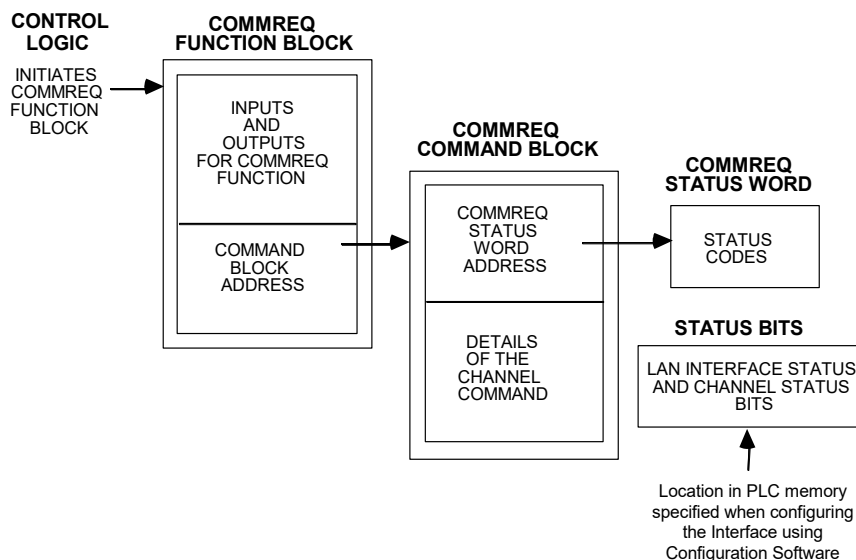 CONTROL
LOGIC
INITIATES
COMMREQ
FUNCTION
BLOCK
COMMREQ
FUNCTION BLOCK
INPUTS
AND
OUTPUTS
FOR COMMREQ
FUNCTION
COMMAND
BLOCK
ADDRESS
COMMREQ
COMMAND BLOCK
COMMREQ
STATUS
WORD
ADDRESS
DETAILS
OF THE
CHANNEL
COMMAND
COMMREQ
STATUS WORD
STATUS
CODES
STATUS BITS
LAN INTERFACE STATUS
AND CHANNEL STATUS
BITS
Location in PLC memory
specified when configuring
the Interface using
Configuration Software